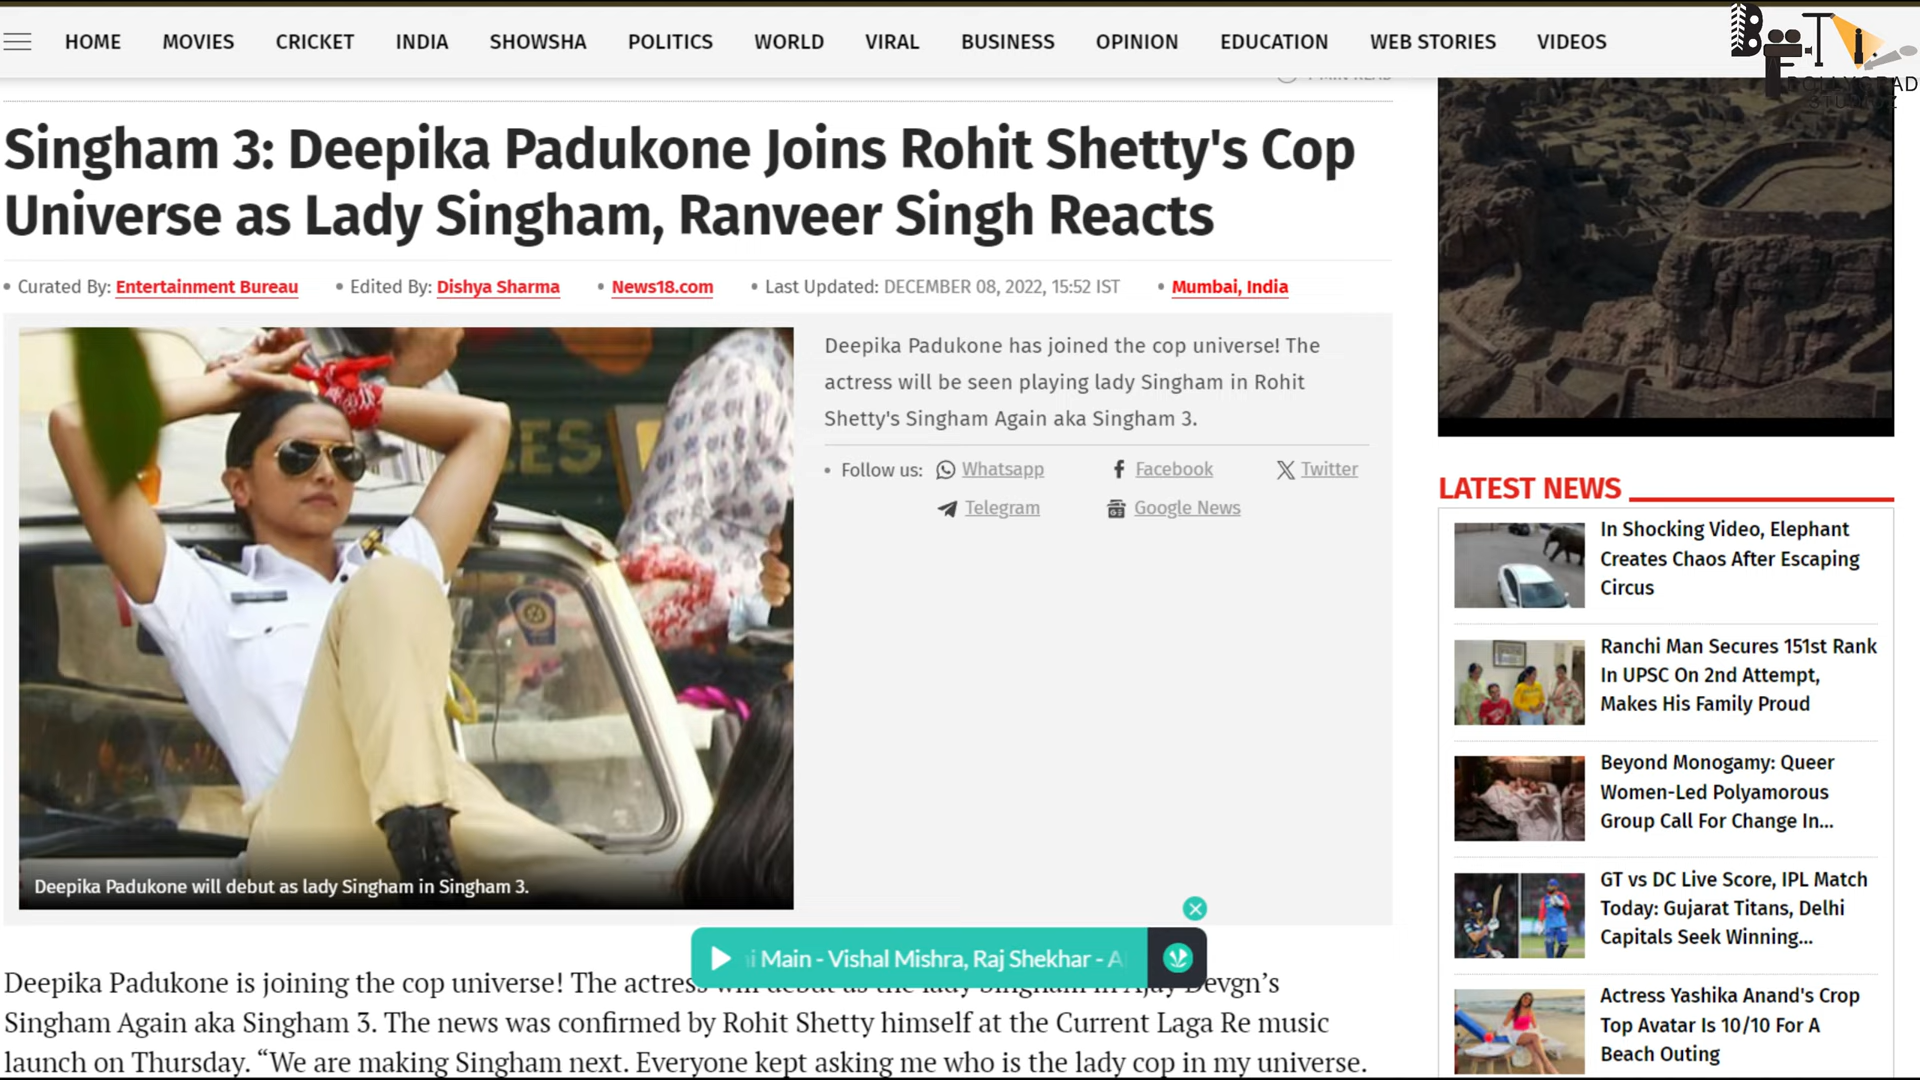 HOME MOVIES CRICKET INDIA SHOWSHA POLITICS WORLD VIRAL BUSINESS OPINION EDUCATION WEB STORIES VIDEOS
Singham 3: Deepika Padukone Joins Rohit Shetty's Cop
Universe as Lady Singham, Ranveer Singh Reacts
• Curated By: Entertainment Bureau • Edited By: Dishya Sharma • News18.com • Last Updated: DECEMBER 08, 2022, 15:52 IST • Mumbai, India
Deepika Padukone will debut as lady Singham in Singham 3.
Deepika Padukone has joined the cop universe! The
actress will be seen playing lady Singham in Rohit
Shetty's Singham Again aka Singham 3.
• Follow us: Whatsapp Facebook Twitter
Telegram Google News
Main - Vishal Mishra, Raj Shekhar - A
Deepika Padukone is joining the cop universe! The actress will debut as the lady Singham in Ajay Devgn’s
Singham Again aka Singham 3. The news was confirmed by Rohit Shetty himself at the Current Laga Re music
launch on Thursday. “We are making Singham next. Everyone kept asking me who is the lady cop in my universe.
LATEST NEWS
In Shocking Video, Elephant
Creates Chaos After Escaping
Circus
Ranchi Man Secures 151st Rank
In UPSC On 2nd Attempt,
Makes His Family Proud
Beyond Monogamy: Queer
Women-Led Polyamorous
Group Call For Change In...
GT vs DC Live Score, IPL Match
Today: Gujarat Titans, Delhi
Capitals Seek Winning...
Actress Yashika Anand's Crop
Top Avatar Is 10/10 For A
Beach Outing